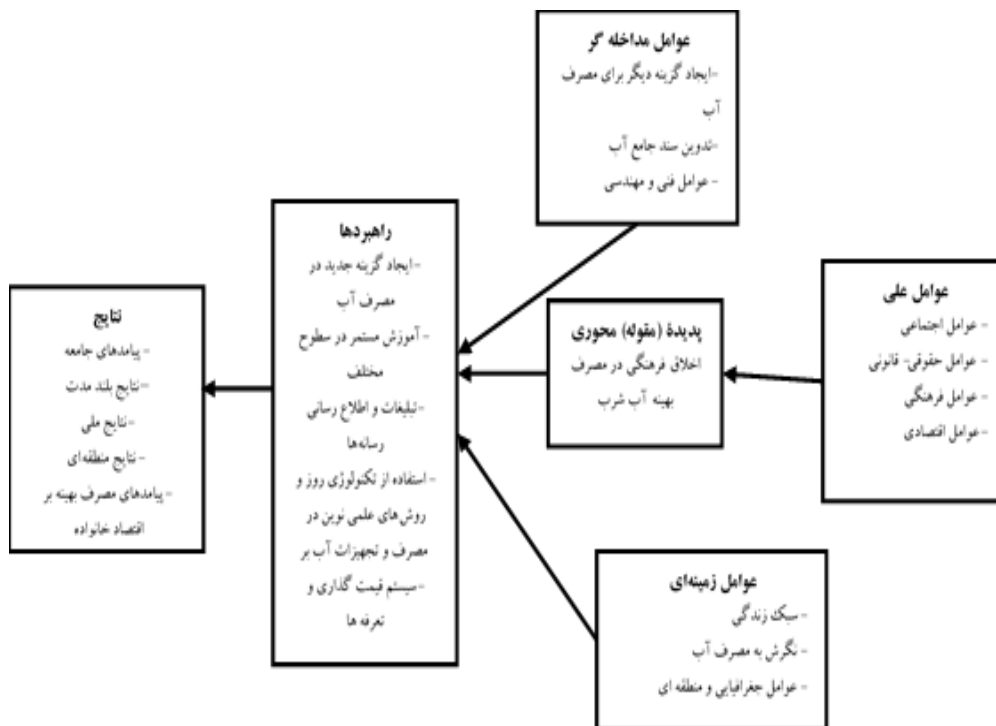 عوامل مداخله گر
-ایجاد گزینه دیگر برای مصرف
آب
-تدوین سند جامع آب
- عوامل فنی و مهندسی
عوامل علی
- عوامل اجتماعی
- عوامل حقوقی- قانونی
- عوامل فرهنگی
- عوامل اقتصادی
پدیدۀ (مقوله) محوری
اخلاق فرهنگی در مصرف
بهینه آب شرب
عوامل زمینه‌ای
- سبک زندگی
- نگرش به مصرف آب
- عوامل جغرافیایی و منطقه ای
راهبردها
-ایجاد گزینه جدید در
مصرف آب
- آموزش مستمر در سطوح
مختلف
-تبلیغات و اطلاع رسانی
رسانه‌ها
- استفاده از تکنولوژی روز و
روش‌های علمی نوین در
مصرف و تجهیزات آب بر
-سیستم قیمت گذاری و
تعرفه ها
نتایج
- پیامدهای جامعه
-نتایج بلند مدت
-نتایج ملی
-نتایج منطقه‌ای
- پیامدهای مصرف بهینه بر
اقتصاد خانواده